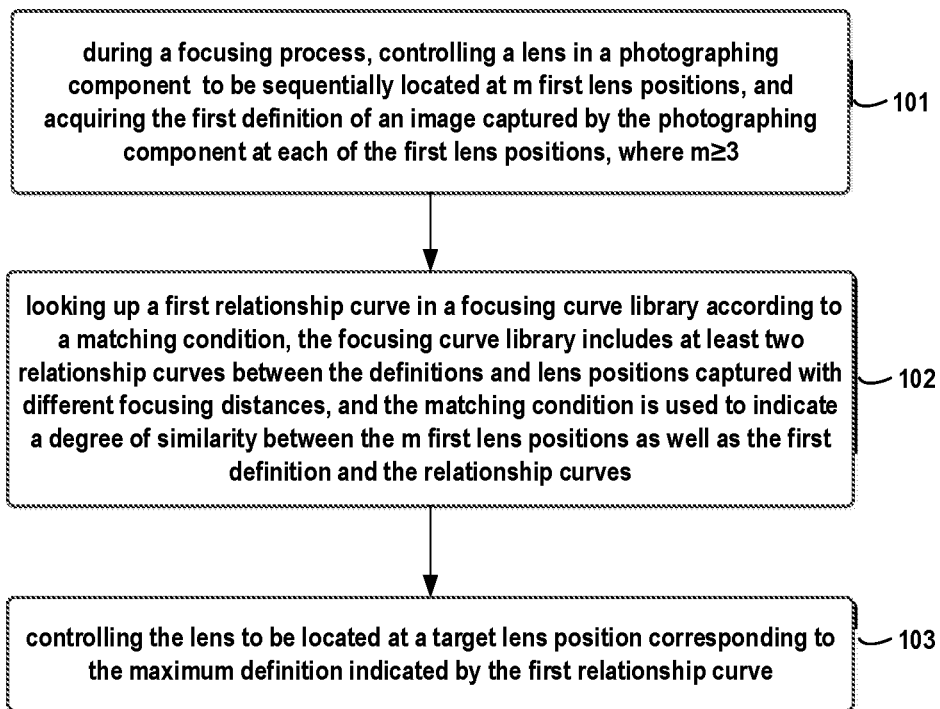 during a focusing process, controlling a lens in a photographing
component to be sequentially located at m first lens positions, and
acquiring the first definition of an image captured by the photographing
component at each of the first lens positions, where m≥3
101
looking up a first relationship curve in a focusing curve library according to
a matching condition, the focusing curve library includes at least two
relationship curves between the definitions and lens positions captured with
different focusing distances, and the matching condition is used to indicate
a degree of similarity between the m first lens positions as well as the first
definition and the relationship curves
102
controlling the lens to be located at a target lens position corresponding to
the maximum definition indicated by the first relationship curve
103